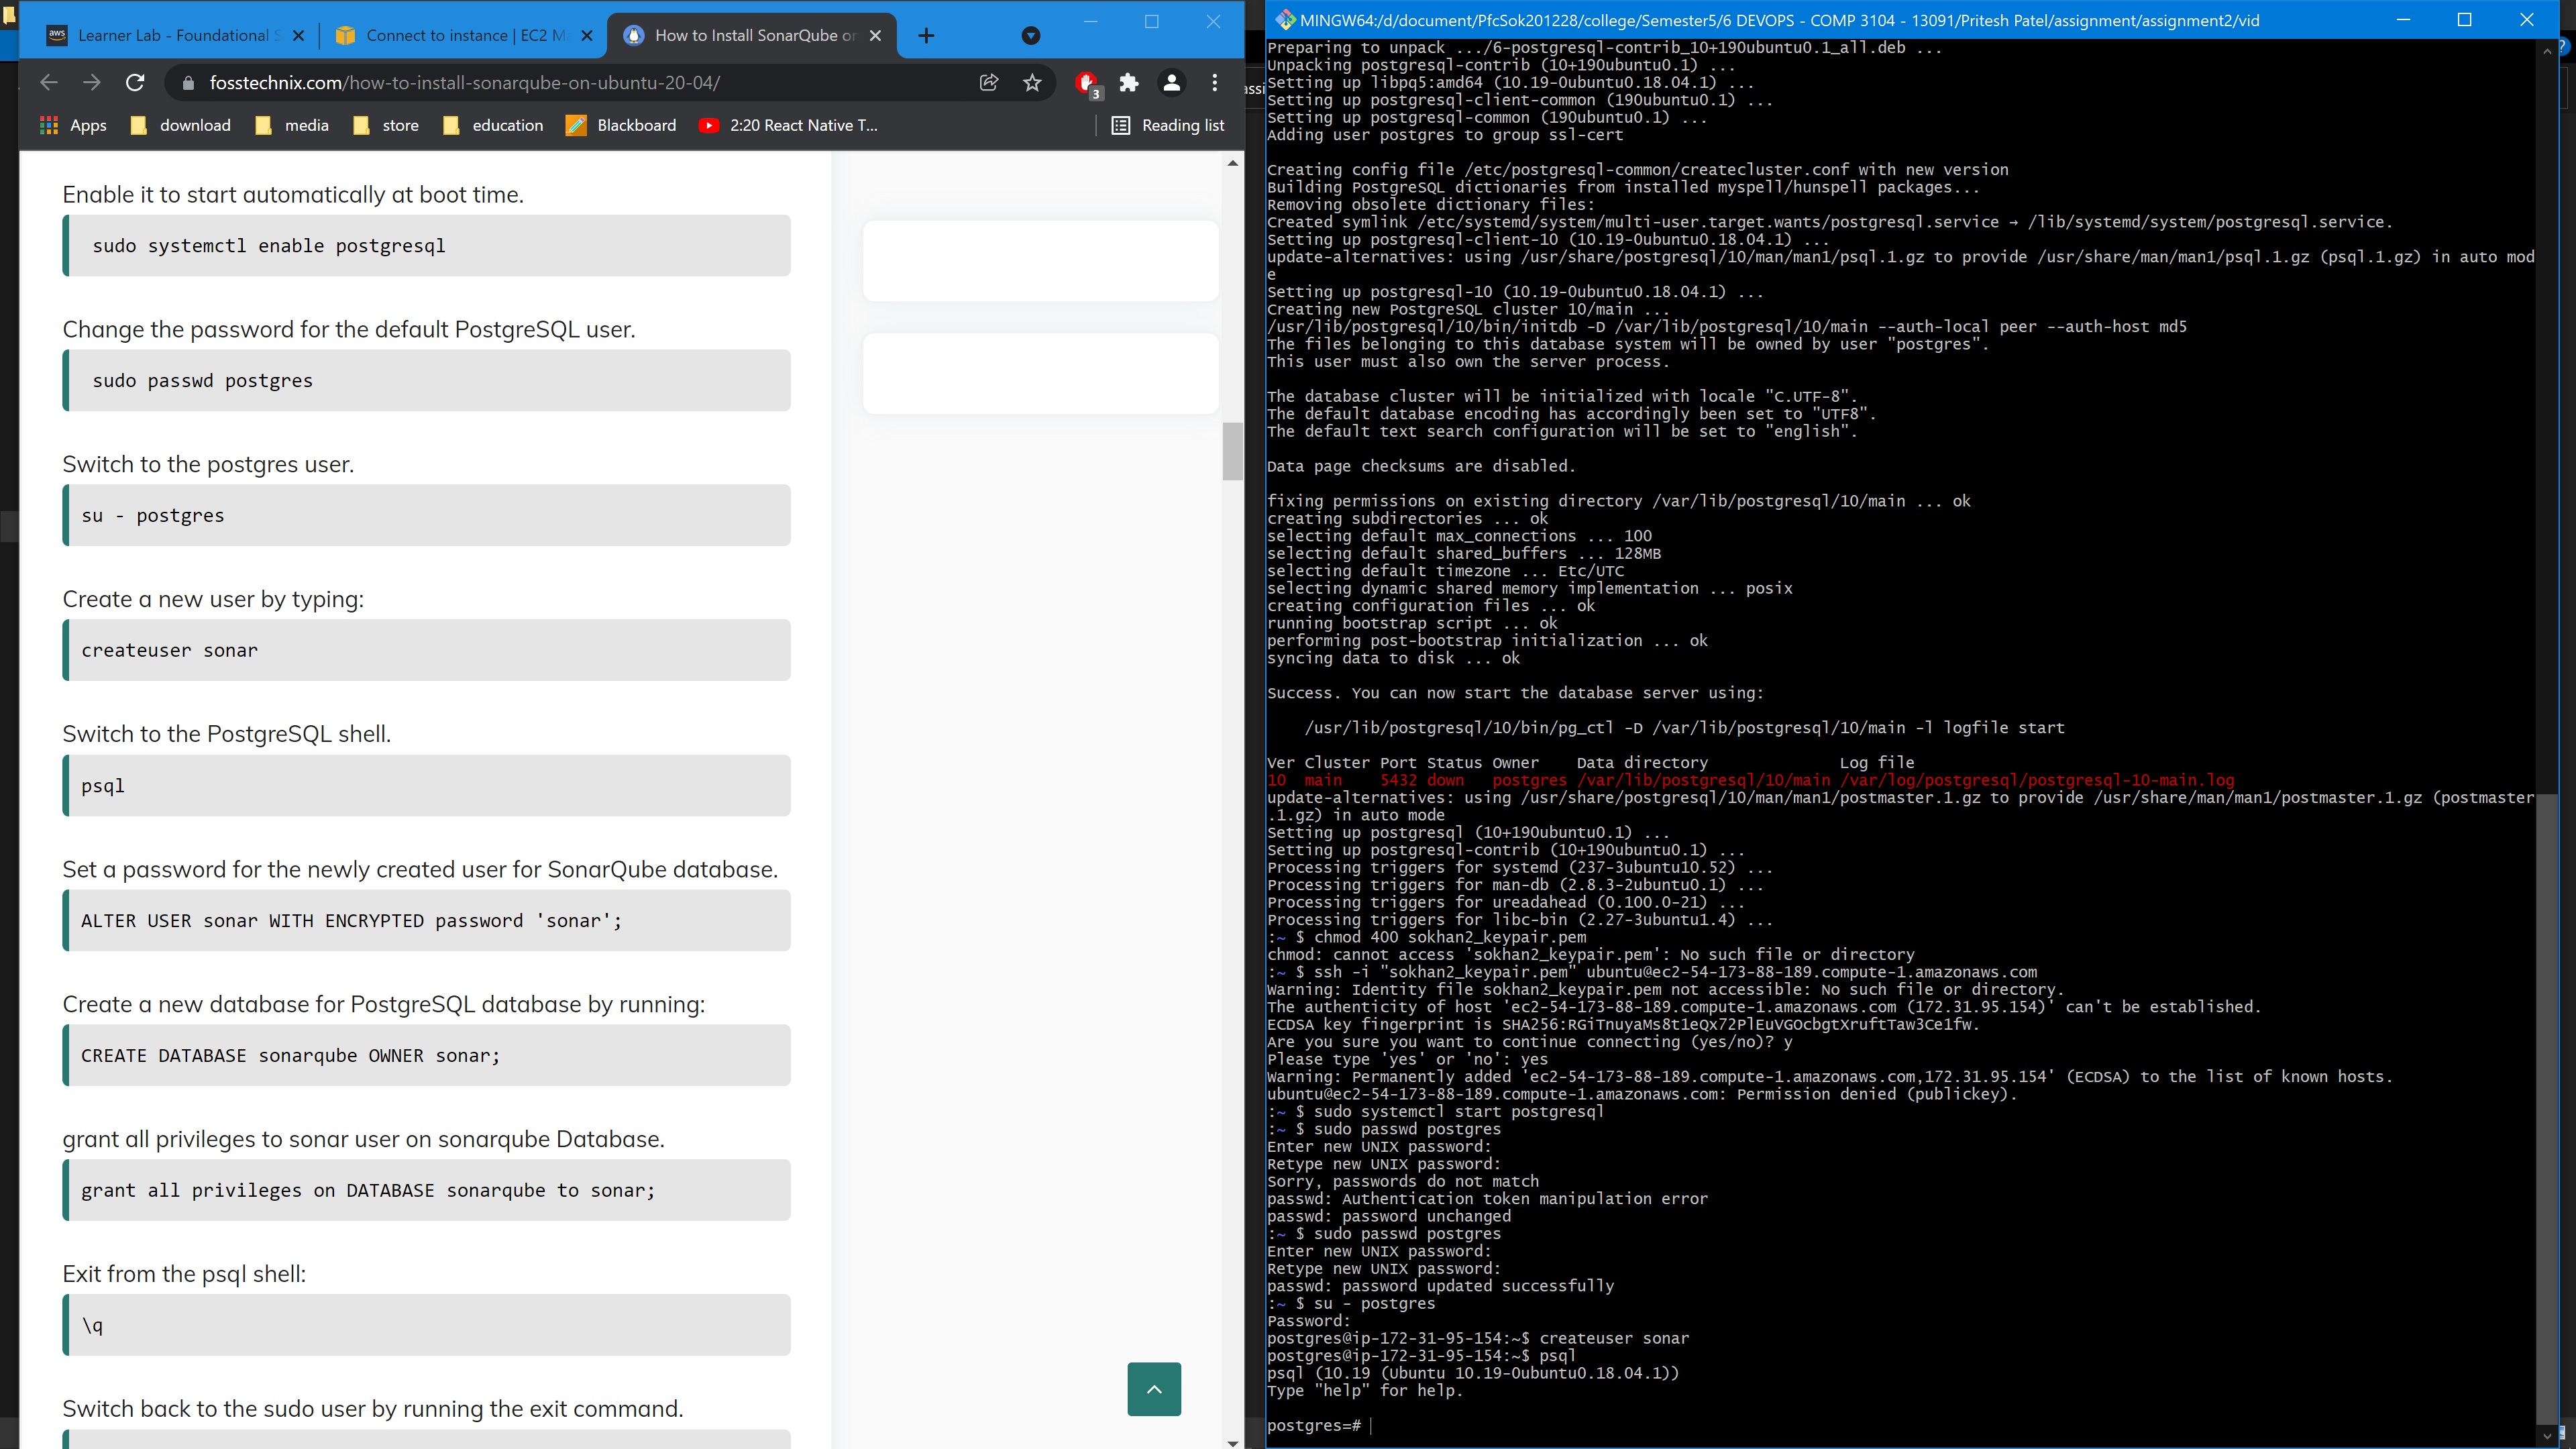 Learner Lab - Foundational S
Connect to instance | EC2 M
How to Install SonarQube on
fosstechnix.com/how-to-install-sonarqube-on-ubuntu-20-04/
3
Apps
download
media
store
education
Blackboard
2:20 React Native T...
Reading list
Enable it to start automatically at boot time.
sudo systemctl enable postgresql
Change the password for the default PostgreSQL user.
sudo passwd postgres
Switch to the postgres user.
su - postgres
Create a new user by typing:
createuser sonar
Switch to the PostgreSQL shell.
psql
Set a password for the newly created user for SonarQube database.
ALTER USER sonar WITH ENCRYPTED password 'sonar';
Create a new database for PostgreSQL database by running:
CREATE DATABASE sonarqube OWNER sonar;
grant all privileges to sonar user on sonarqube Database.
grant all privileges on DATABASE sonarqube to sonar;
Exit from the psql shell:
\q
Switch back to the sudo user by running the exit command.
MINGW64:/d/document/PfcSok201228/college/Semester5/6 DEVOPS - COMP 3104 - 13091/Pritesh Patel/assignment/assignment2/vid
Preparing to unpack .../6-postgresql-contrib_10+190ubuntu0.1_all.deb ...
Unpacking postgresql-contrib (10+190ubuntu0.1) ...
Setting up libpq5:amd64 (10.19-0ubuntu0.18.04.1) ...
Setting up postgresql-client-common (190ubuntu0.1) ...
Setting up postgresql-common (190ubuntu0.1) ...
Adding user postgres to group ssl-cert
Creating config file /etc/postgresql-common/createcluster.conf with new version
Building PostgreSQL dictionaries from installed myspell/hunspell packages...
Removing obsolete dictionary files:
Created symlink /etc/systemd/system/multi-user.target.wants/postgresql.service → /lib/systemd/system/postgresql.service.
Setting up postgresql-client-10 (10.19-0ubuntu0.18.04.1) ...
update-alternatives: using /usr/share/postgresql/10/man/man1/psql.1.gz to provide /usr/share/man/man1/psql.1.gz (psql.1.gz) in auto mod
e
Setting up postgresql-10 (10.19-0ubuntu0.18.04.1) ...
Creating new PostgreSQL cluster 10/main ...
/usr/lib/postgresql/10/bin/initdb -D /var/lib/postgresql/10/main --auth-local peer --auth-host md5
The files belonging to this database system will be owned by user "postgres".
This user must also own the server process.
The database cluster will be initialized with locale "C.UTF-8".
The default database encoding has accordingly been set to "UTF8".
The default text search configuration will be set to "english".
Data page checksums are disabled.
fixing permissions on existing directory /var/lib/postgresql/10/main ... ok
creating subdirectories ... ok
selecting default max_connections ... 100
selecting default shared_buffers ... 128MB
selecting default timezone ... Etc/UTC
selecting dynamic shared memory implementation ... posix
creating configuration files ... ok
running bootstrap script ... ok
performing post-bootstrap initialization ... ok
syncing data to disk ... ok
Success. You can now start the database server using:
/usr/lib/postgresql/10/bin/pg_ctl -D /var/lib/postgresql/10/main -l logfile start
Ver Cluster Port Status Owner    Data directory              Log file
10  main    5432 down   postgres /var/lib/postgresql/10/main /var/log/postgresql/postgresql-10-main.log
update-alternatives: using /usr/share/postgresql/10/man/man1/postmaster.1.gz to provide /usr/share/man/man1/postmaster.1.gz (postmaster
.1.gz) in auto mode
Setting up postgresql (10+190ubuntu0.1) ...
Setting up postgresql-contrib (10+190ubuntu0.1) ...
Processing triggers for systemd (237-3ubuntu10.52) ...
Processing triggers for man-db (2.8.3-2ubuntu0.1) ...
Processing triggers for ureadahead (0.100.0-21) ...
Processing triggers for libc-bin (2.27-3ubuntu1.4) ...
:~ $ chmod 400 sokhan2_keypair.pem
chmod: cannot access 'sokhan2_keypair.pem': No such file or directory
:~ $ ssh -i "sokhan2_keypair.pem" ubuntu@ec2-54-173-88-189.compute-1.amazonaws.com
Warning: Identity file sokhan2_keypair.pem not accessible: No such file or directory.
The authenticity of host 'ec2-54-173-88-189.compute-1.amazonaws.com (172.31.95.154)' can't be established.
ECDSA key fingerprint is SHA256:RGiTnuyaMs8t1eQx72PlEuVGOcbgtXruftTaw3Ce1fw.
Are you sure you want to continue connecting (yes/no)? y
Please type 'yes' or 'no': yes
Warning: Permanently added 'ec2-54-173-88-189.compute-1.amazonaws.com,172.31.95.154' (ECDSA) to the list of known hosts.
ubuntu@ec2-54-173-88-189.compute-1.amazonaws.com: Permission denied (publickey).
:~ $ sudo systemctl start postgresql
:~ $ sudo passwd postgres
Enter new UNIX password:
Retype new UNIX password:
Sorry, passwords do not match
passwd: Authentication token manipulation error
passwd: password unchanged
:~ $ sudo passwd postgres
Enter new UNIX password:
Retype new UNIX password:
passwd: password updated successfully
:~ $ su - postgres
Password:
postgres@ip-172-31-95-154:~$ createuser sonar
postgres@ip-172-31-95-154:~$ psql
psql (10.19 (Ubuntu 10.19-0ubuntu0.18.04.1))
Type "help" for help.
postgres=#